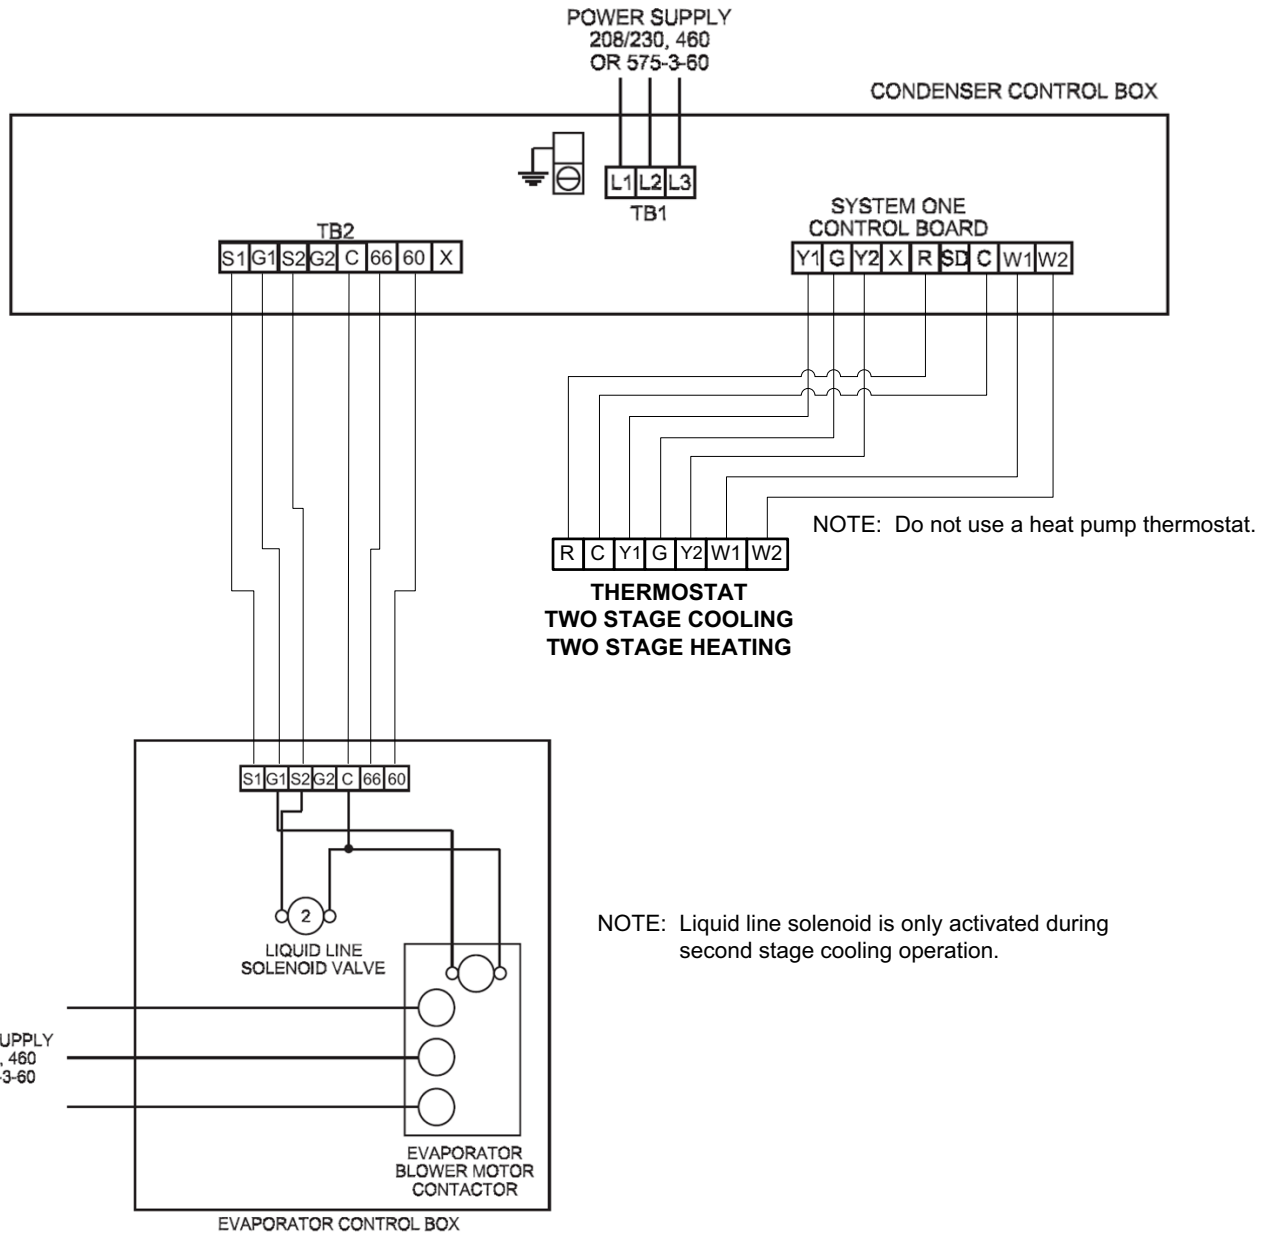 POWER SUPPLY
208/230, 460
OR 575-3-60
CONDENSER CONTROL BOX
L1 L2 L3
TB1
SYSTEM ONE
CONTROL BOARD
TB2
S1 G1 S2 G2 C 66 60 X
Y1 G Y2 X R SD C W1 W2
NOTE: Do not use a heat pump thermostat.
R C Y1 G Y2 W1 W2
THERMOSTAT
TWO STAGE COOLING
TWO STAGE HEATING
S1 G1 S2 G2 C 66 60
2
LIQUID LINE
SOLENOID VALVE
NOTE: Liquid line solenoid is only activated during
second stage cooling operation.
UPPLY
, 460
-3-60
EVAPORATOR
BLOWER MOTOR
CONTACTOR
EVAPORATOR CONTROL BOX